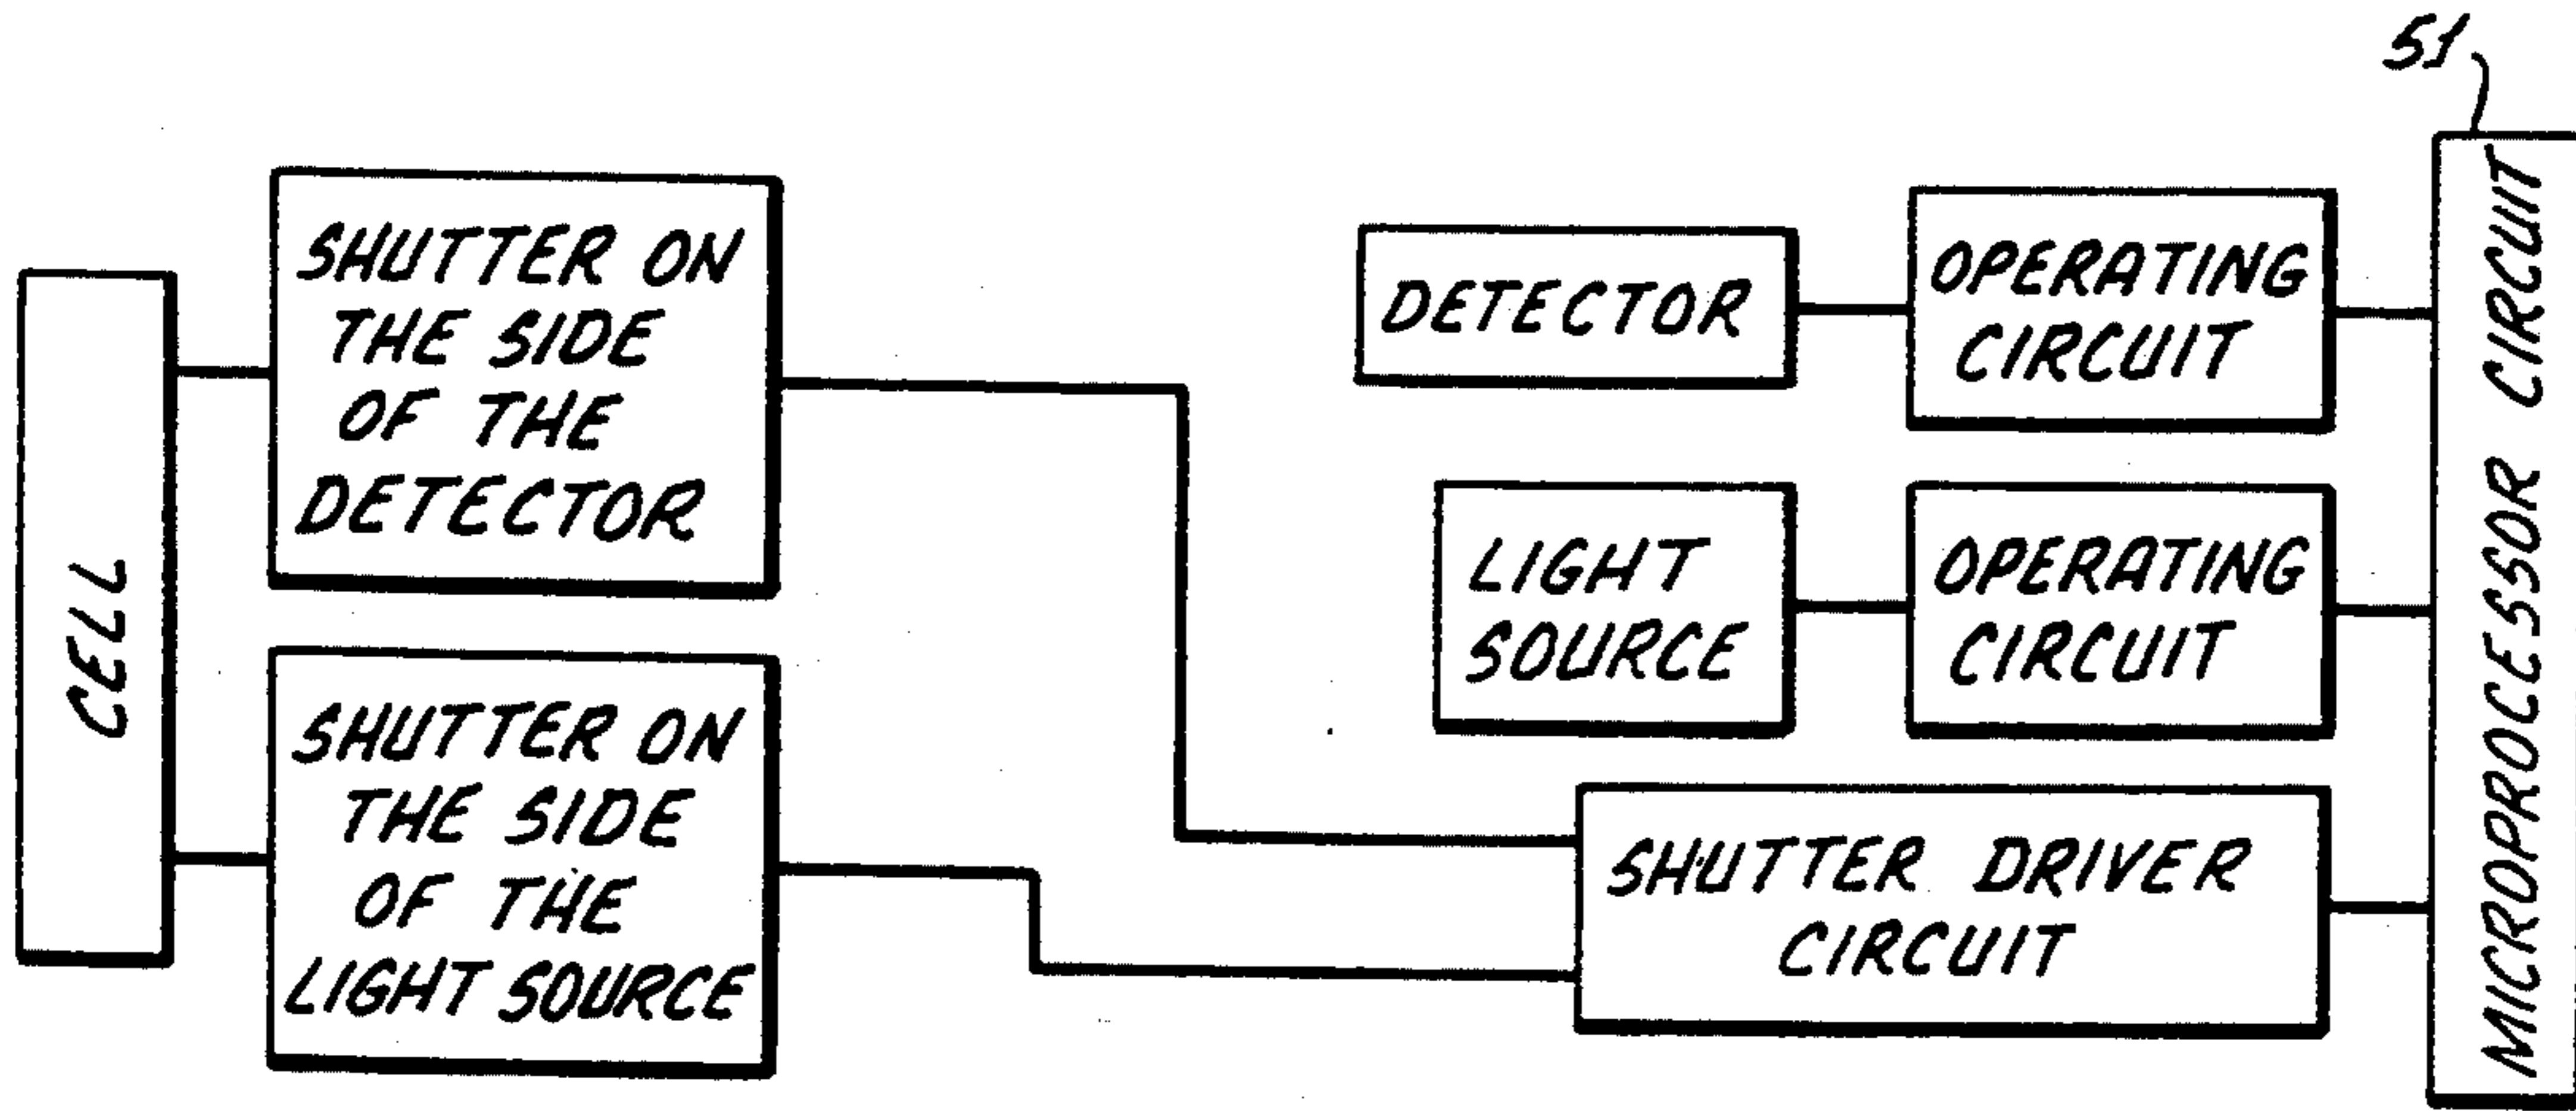 51
CELL
SHUTTER ON
THE SIDE
OF THE
DETECTOR
SHUTTER ON
THE SIDE
OF THE
LIGHT SOURCE
DETECTOR
OPERATING
CIRCUIT
LIGHT
SOURCE
OPERATING
CIRCUIT
SHUTTER DRIVER
CIRCUIT
MICROPROCESSOR CIRCUIT